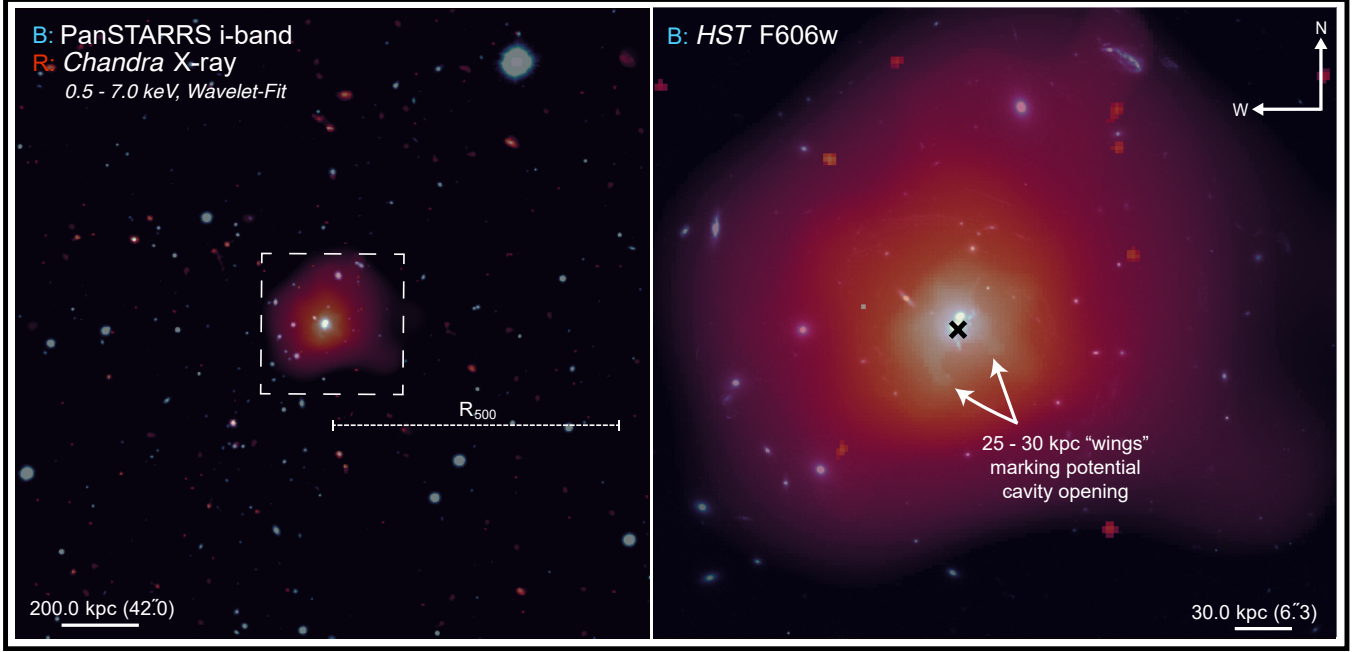 B: PanSTARRS i-band
R: Chandra X-ray
0.5 - 7.0 keV, Wavelet-Fit
R500
200.0 kpc (42″.0)
B: HST F606w
N
W
25 - 30 kpc “wings”
marking potential
cavity opening
30.0 kpc (6″.3)